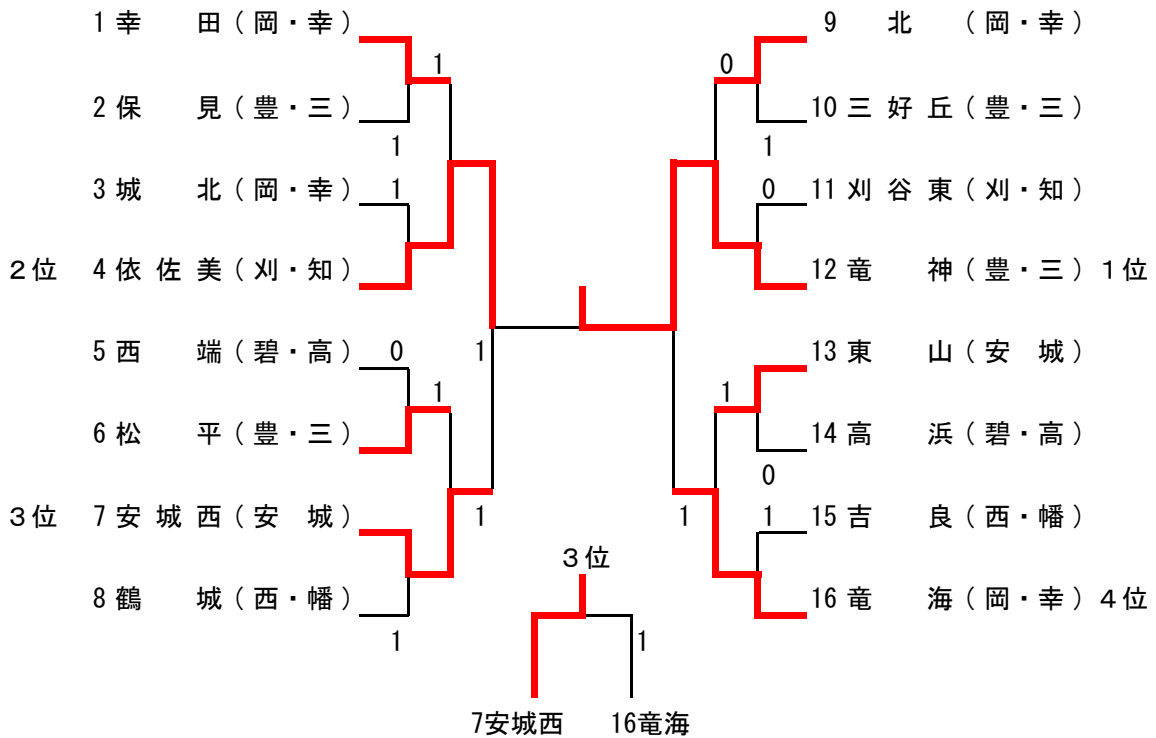 1 幸 田 ( 岡・幸 )
1
2 保 見 ( 豊・三 )
1
3 城 北 ( 岡・幸 )
1
2位 4 依 佐 美 ( 刈・知 )
5 西 端 ( 碧・高 )
0
1
1
6 松 平 ( 豊・三 )
3位 7 安 城 西 ( 安 城 )
1
8 鶴 城 ( 西・幡 )
1
9 北 ( 岡・幸 )
0
10 三 好 丘 ( 豊・三 )
1
0
11 刈 谷 東 ( 刈・知 )
12 竜 神 ( 豊・三 ) 1位
13 東 山 ( 安 城 )
1
14 高 浜 ( 碧・高 )
0
1
1
15 吉 良 ( 西・幡 )
16 竜 海 ( 岡・幸 ) 4位
3位
1
7安城西 16竜海